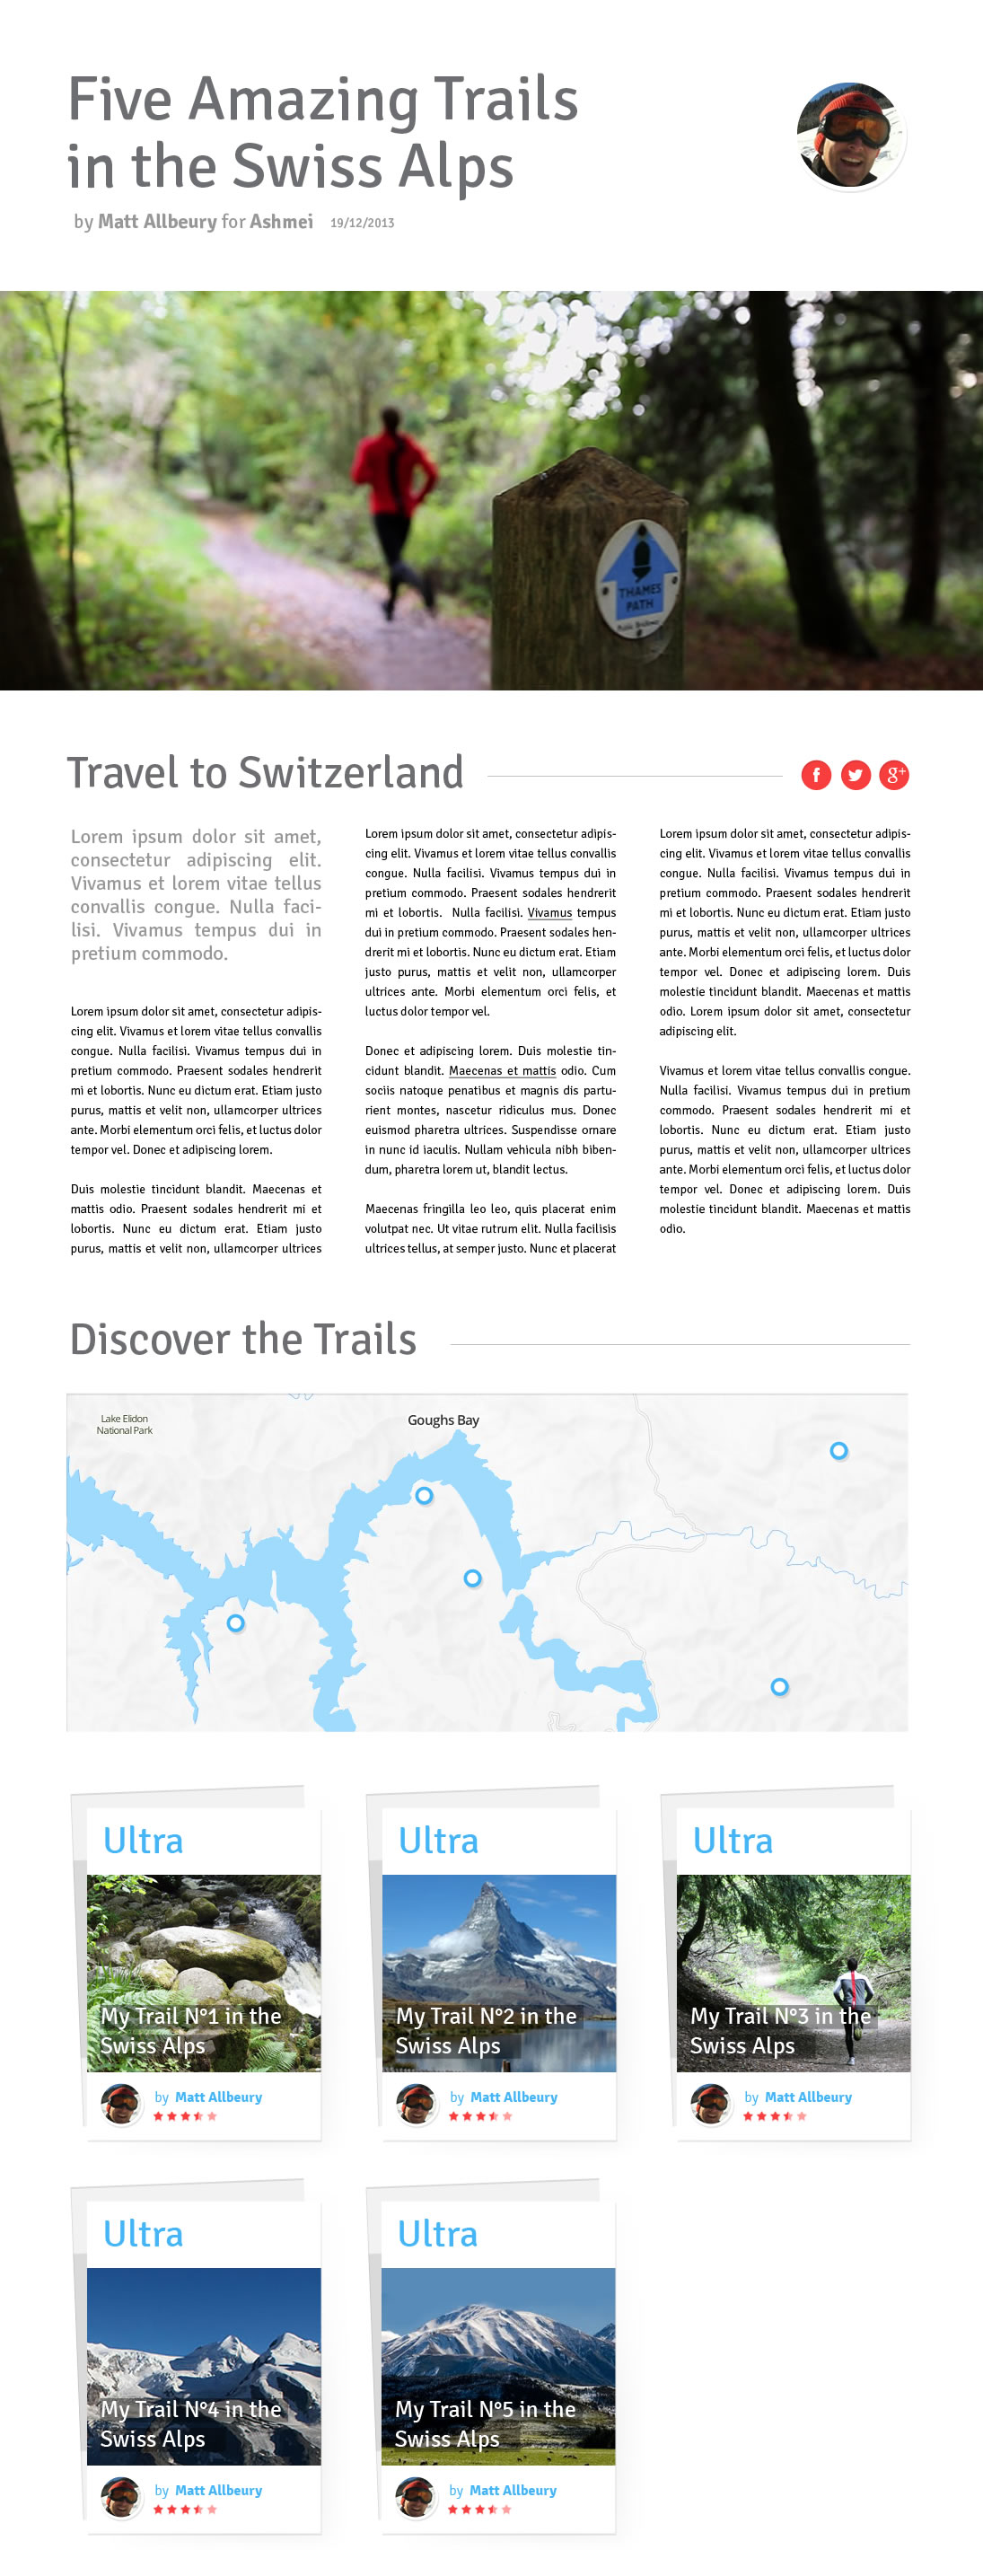 Five Amazing Trails
in the Swiss Alps
by Matt Allbeury for Ashmei 19/12/2013
THAMES
PATH
Public Bridleway
Travel to Switzerland
f
g+
Lorem ipsum dolor sit amet,
consectetur adipiscing elit.
Vivamus et lorem vitae tellus
convallis congue. Nulla faci-
lisi. Vivamus tempus dui in
pretium commodo.
Lorem ipsum dolor sit amet, consectetur adipis-
cing elit. Vivamus et lorem vitae tellus convallis
congue. Nulla facilisi. Vivamus tempus dui in
pretium commodo. Praesent sodales hendrerit
mi et lobortis. Nunc eu dictum erat. Etiam justo
purus, mattis et velit non, ullamcorper ultrices
ante. Morbi elementum orci felis, et luctus dolor
tempor vel. Donec et adipiscing lorem.
Duis molestie tincidunt blandit. Maecenas et
mattis odio. Praesent sodales hendrerit mi et
lobortis. Nunc eu dictum erat. Etiam justo
purus, mattis et velit non, ullamcorper ultrices
Lorem ipsum dolor sit amet, consectetur adipis-
cing elit. Vivamus et lorem vitae tellus convallis
congue. Nulla facilisi. Vivamus tempus dui in
pretium commodo. Praesent sodales hendrerit
mi et lobortis. Nulla facilisi. Vivamus tempus
dui in pretium commodo. Praesent sodales hen-
drerit mi et lobortis. Nunc eu dictum erat. Etiam
justo purus, mattis et velit non, ullamcorper
ultrices ante. Morbi elementum orci felis, et
luctus dolor tempor vel.
Donec et adipiscing lorem. Duis molestie tin-
cidunt blandit. Maecenas et mattis odio. Cum
sociis natoque penatibus et magnis dis partu-
rient montes, nascetur ridiculus mus. Donec
euismod pharetra ultrices. Suspendisse ornare
in nunc id iaculis. Nullam vehicula nibh biben-
dum, pharetra lorem ut, blandit lectus.
Maecenas fringilla leo leo, quis placerat enim
volutpat nec. Ut vitae rutrum elit. Nulla facilisis
ultrices tellus, at semper justo. Nunc et placerat
Lorem ipsum dolor sit amet, consectetur adipis-
cing elit. Vivamus et lorem vitae tellus convallis
congue. Nulla facilisi. Vivamus tempus dui in
pretium commodo. Praesent sodales hendrerit
mi et lobortis. Nunc eu dictum erat. Etiam justo
purus, mattis et velit non, ullamcorper ultrices
ante. Morbi elementum orci felis, et luctus dolor
tempor vel. Donec et adipiscing lorem. Duis
molestie tincidunt blandit. Maecenas et mattis
odio. Lorem ipsum dolor sit amet, consectetur
adipiscing elit.
Vivamus et lorem vitae tellus convallis congue.
Nulla facilisi. Vivamus tempus dui in pretium
commodo. Praesent sodales hendrerit mi et
lobortis. Nunc eu dictum erat. Etiam justo
purus, mattis et velit non, ullamcorper ultrices
ante. Morbi elementum orci felis, et luctus dolor
tempor vel. Donec et adipiscing lorem. Duis
molestie tincidunt blandit. Maecenas et mattis
odio.
Discover the Trails
Lake Elidon
National Park
Goughs Bay
Ultra
My Trail N°1 in the
Swiss Alps
by Matt Allbeury
Ultra
My Trail N°2 in the
Swiss Alps
by Matt Allbeury
Ultra
My Trail N°3 in the
Swiss Alps
by Matt Allbeury
Ultra
My Trail N°4 in the
Swiss Alps
by Matt Allbeury
Ultra
My Trail N°5 in the
Swiss Alps
by Matt Allbeury